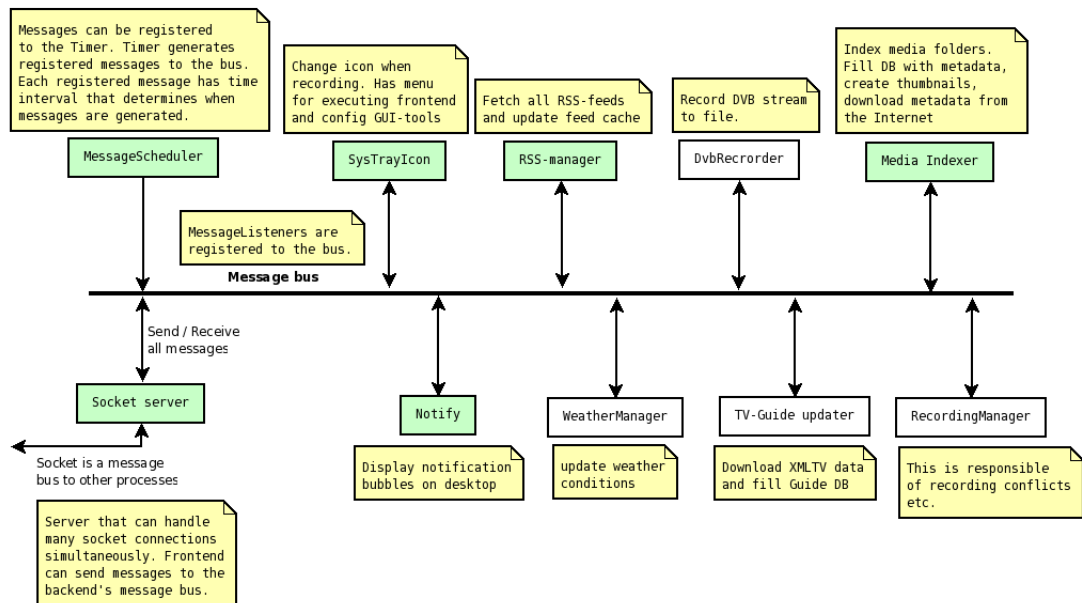 Messages can be registered
to the Timer. Timer generates
registered messages to the bus.
Each registered message has time
interval that determines when
messages are generated.
Change icon when
recording. Has menu
for executing frontend
and config GUI-tools
Fetch all RSS-feeds
and update feed cache
Record DVB stream
to file.
Index media folders.
Fill DB with metadata,
create thumbnails,
download metadata from
the Internet
MessageScheduler
SysTrayIcon
RSS-manager
DvbRecrorder
Media Indexer
MessageListeners are
registered to the bus.
Message bus
Send / Receive
all messages
Socket server
Notify
WeatherManager
TV-Guide updater
RecordingManager
Socket is a message
bus to other processes
Display notification
bubbles on desktop
update weather
conditions
Download XMLTV data
and fill Guide DB
This is responsible
of recording conflicts
etc.
Server that can handle
many socket connections
simultaneously. Frontend
can send messages to the
backend's message bus.